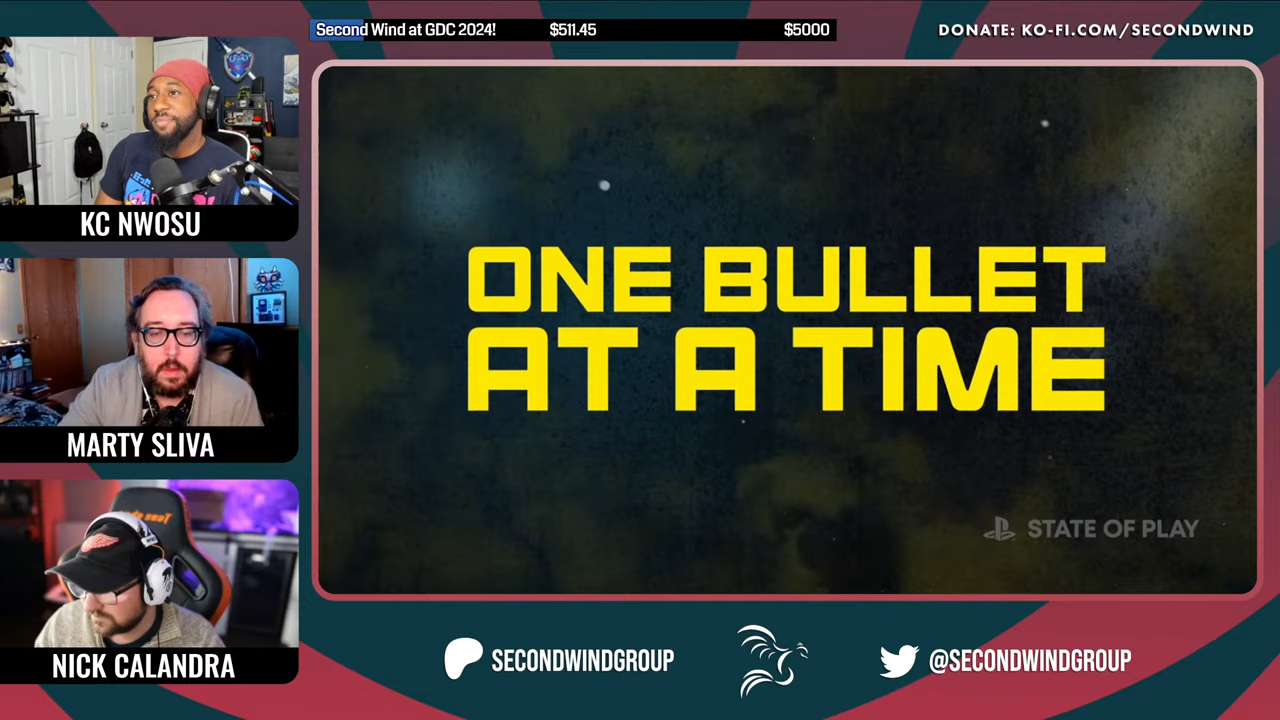 Second Wind at GDC 2024! $511.45 $5000
DONATE: KO-FI.COM/SECONDWIND
KC NWOSU
MARTY SLIVA
NICK CALANDRA
ONE BULLET
AT A TIME
STATE OF PLAY
SECONDWINDGROUP
@SECONDWINDGROUP